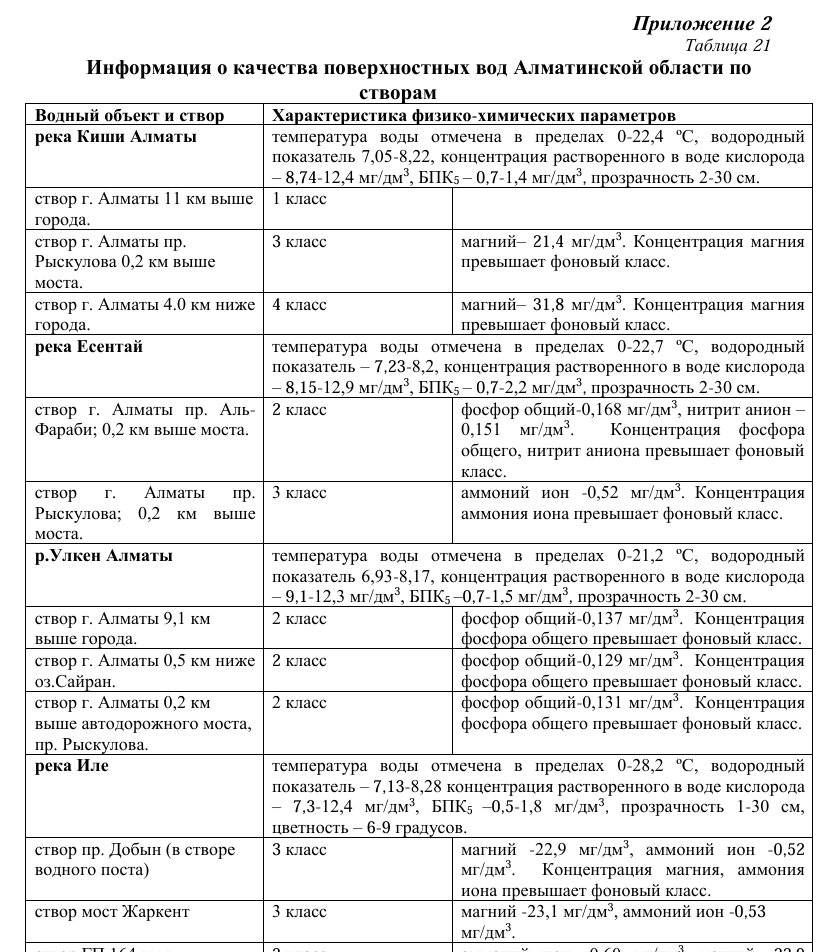 Приложение 2
Таблица 21
Информация о качества поверхностных вод Алматинской области по
створам
Водный объект и створ Характеристика физико-химических параметров
река Киши Алматы температура воды отмечена в пределах 0-22,4 ºС, водородный
показатель 7,05-8,22, концентрация растворенного в воде кислорода
– 8,74-12,4 мг/дм³, БПК₅ – 0,7-1,4 мг/дм³, прозрачность 2-30 см.
створ г. Алматы 11 км выше 1 класс
города.
створ г. Алматы пр. 3 класс магний– 21,4 мг/дм³. Концентрация магния
Рыскулова 0,2 км выше превышает фоновый класс.
моста.
створ г. Алматы 4.0 км ниже 4 класс магний– 31,8 мг/дм³. Концентрация магния
города. превышает фоновый класс.
река Есентай температура воды отмечена в пределах 0-22,7 ºС, водородный
показатель – 7,23-8,2, концентрация растворенного в воде кислорода
– 8,15-12,9 мг/дм³, БПК₅ – 0,7-2,2 мг/дм³, прозрачность 2-30 см.
створ г. Алматы пр. Аль- 2 класс фосфор общий-0,168 мг/дм³, нитрит анион –
Фараби; 0,2 км выше моста. 0,151 мг/дм³. Концентрация фосфора
общего, нитрит аниона превышает фоновый
класс.
створ г. Алматы пр. 3 класс аммоний ион -0,52 мг/дм³. Концентрация
Рыскулова; 0,2 км выше аммония иона превышает фоновый класс.
моста.
р.Улкен Алматы температура воды отмечена в пределах 0-21,2 ºС, водородный
показатель 6,93-8,17, концентрация растворенного в воде кислорода
– 9,1-12,3 мг/дм³, БПК₅ –0,7-1,5 мг/дм³, прозрачность 2-30 см.
створ г. Алматы 9,1 км 2 класс фосфор общий-0,137 мг/дм³. Концентрация
выше города. фосфора общего превышает фоновый класс.
створ г. Алматы 0,5 км ниже 2 класс фосфор общий-0,129 мг/дм³. Концентрация
оз.Сайран. фосфора общего превышает фоновый класс.
створ г. Алматы 0,2 км 2 класс фосфор общий-0,131 мг/дм³. Концентрация
выше автодорожного моста, фосфора общего превышает фоновый класс.
пр. Рыскулова.
река Иле температура воды отмечена в пределах 0-28,2 ºС, водородный
показатель – 7,13-8,28 концентрация растворенного в воде кислорода
– 7,3-12,4 мг/дм³, БПК₅ –0,5-1,8 мг/дм³, прозрачность 1-30 см,
цветность – 6-9 градусов.
створ пр. Добын (в створе 3 класс магний -22,9 мг/дм³, аммоний ион -0,52
водного поста) мг/дм³. Концентрация магния, аммония
иона превышает фоновый класс.
створ мост Жаркент 3 класс магний -23,1 мг/дм³, аммоний ион -0,53
мг/дм³.